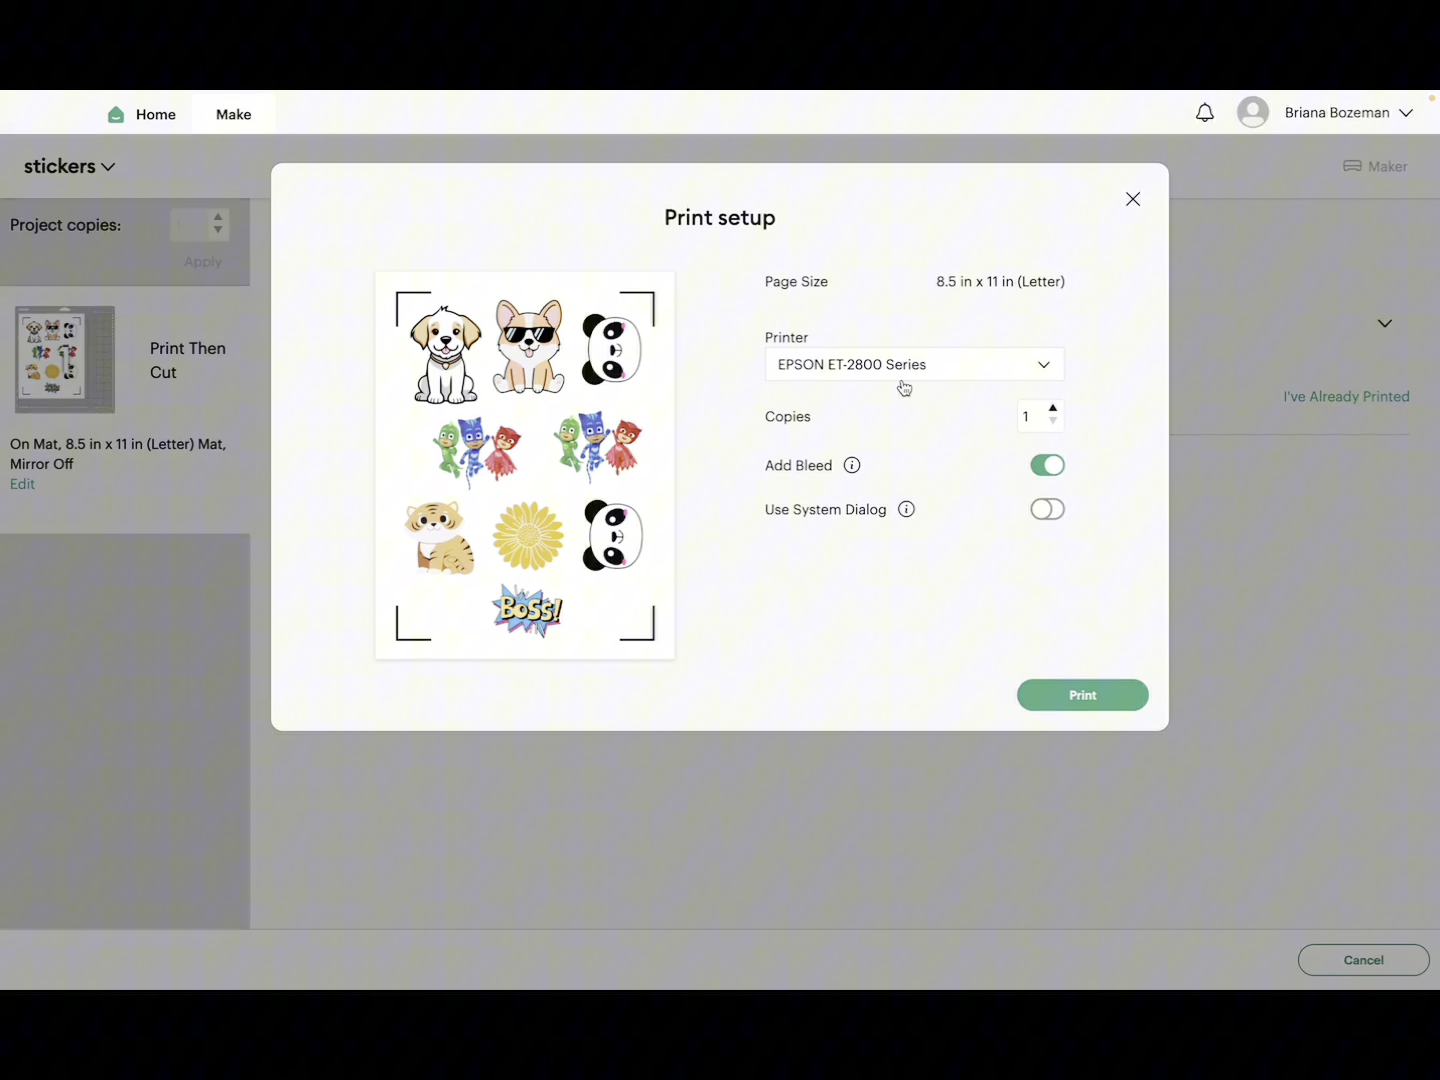 Home
Make
Briana Bozeman
stickers
Maker
Project copies:
Apply
Print Then
Cut
On Mat, 8.5 in x 11 in (Letter) Mat,
Mirror Off
Edit
Print setup
Page Size
8.5 in x 11 in (Letter)
Printer
EPSON ET-2800 Series
Copies
1
Add Bleed
Use System Dialog
BOSS!
Print
I've Already Printed
Cancel